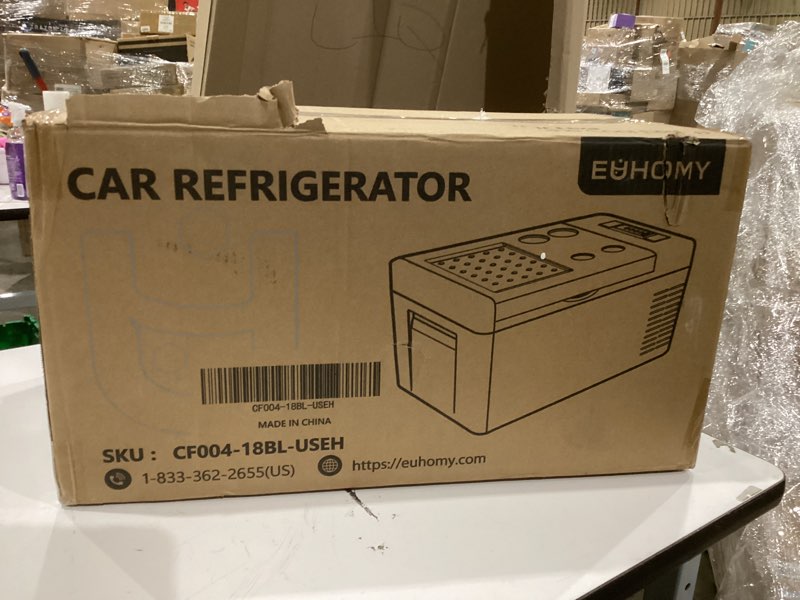 CAR REFRIGERATOR
EUHOMY
CF004-18BL-USEH
MADE IN CHINA
SKU : CF004-18BL-USEH
1-833-362-2655(US)
https://euhomy.com